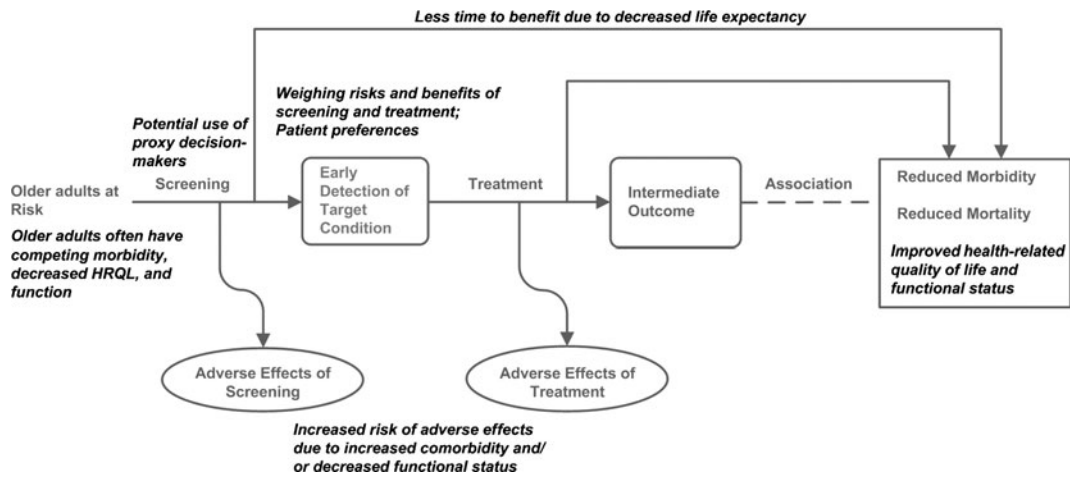 Less time to benefit due to decreased life expectancy
Weighing risks and benefits of
screening and treatment;
Patient preferences
Potential use of
proxy decision-
makers
Older adults at
Risk
Screening
Early
Detection of
Target
Condition
Treatment
Intermediate
Outcome
Association
Reduced Morbidity
Reduced Mortality
Improved health-related
quality of life and
functional status
Older adults often have
competing morbidity,
decreased HRQL, and
function
Adverse Effects of
Screening
Adverse Effects of
Treatment
Increased risk of adverse effects
due to increased comorbidity and/
or decreased functional status